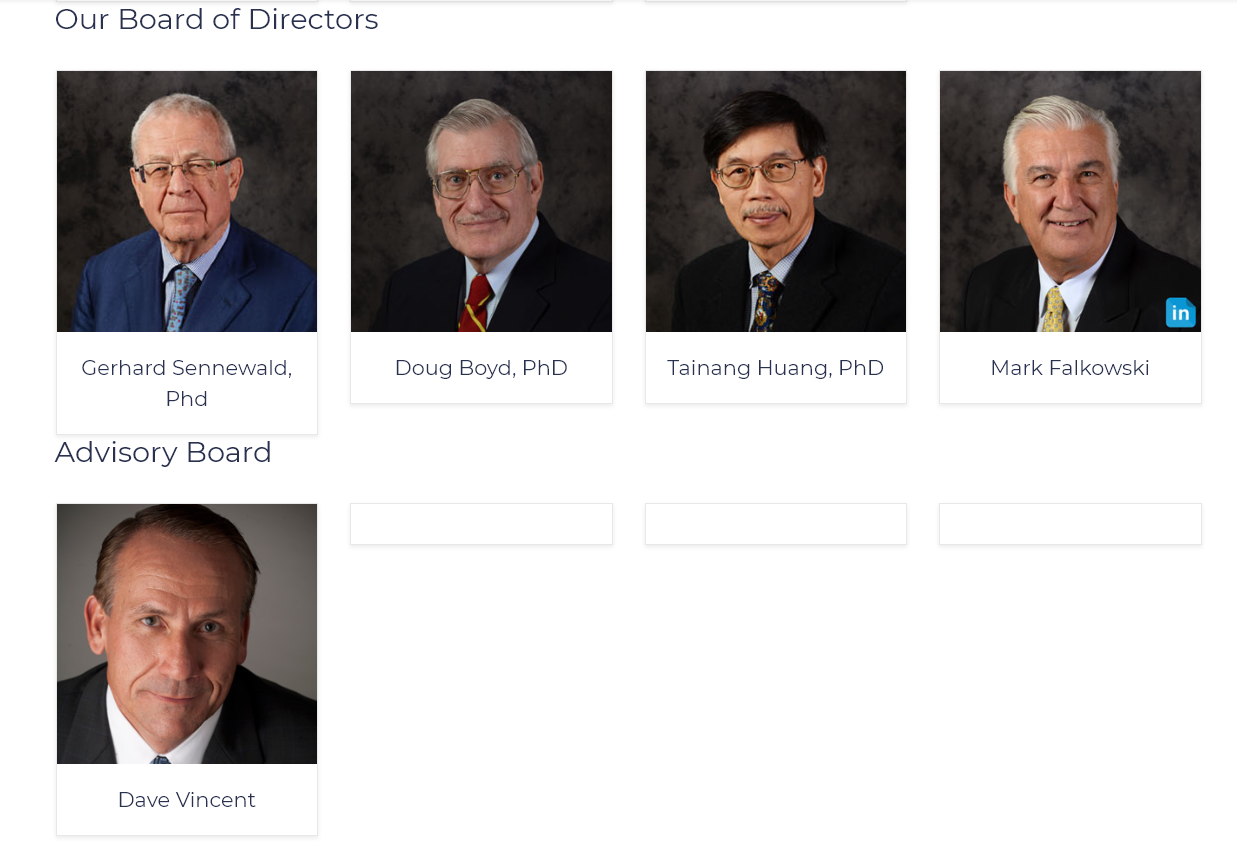 Our Board of Directors
Gerhard Sennewald,
Phd
Doug Boyd, PhD
Tainang Huang, PhD
in
Mark Falkowski
Advisory Board
Dave Vincent